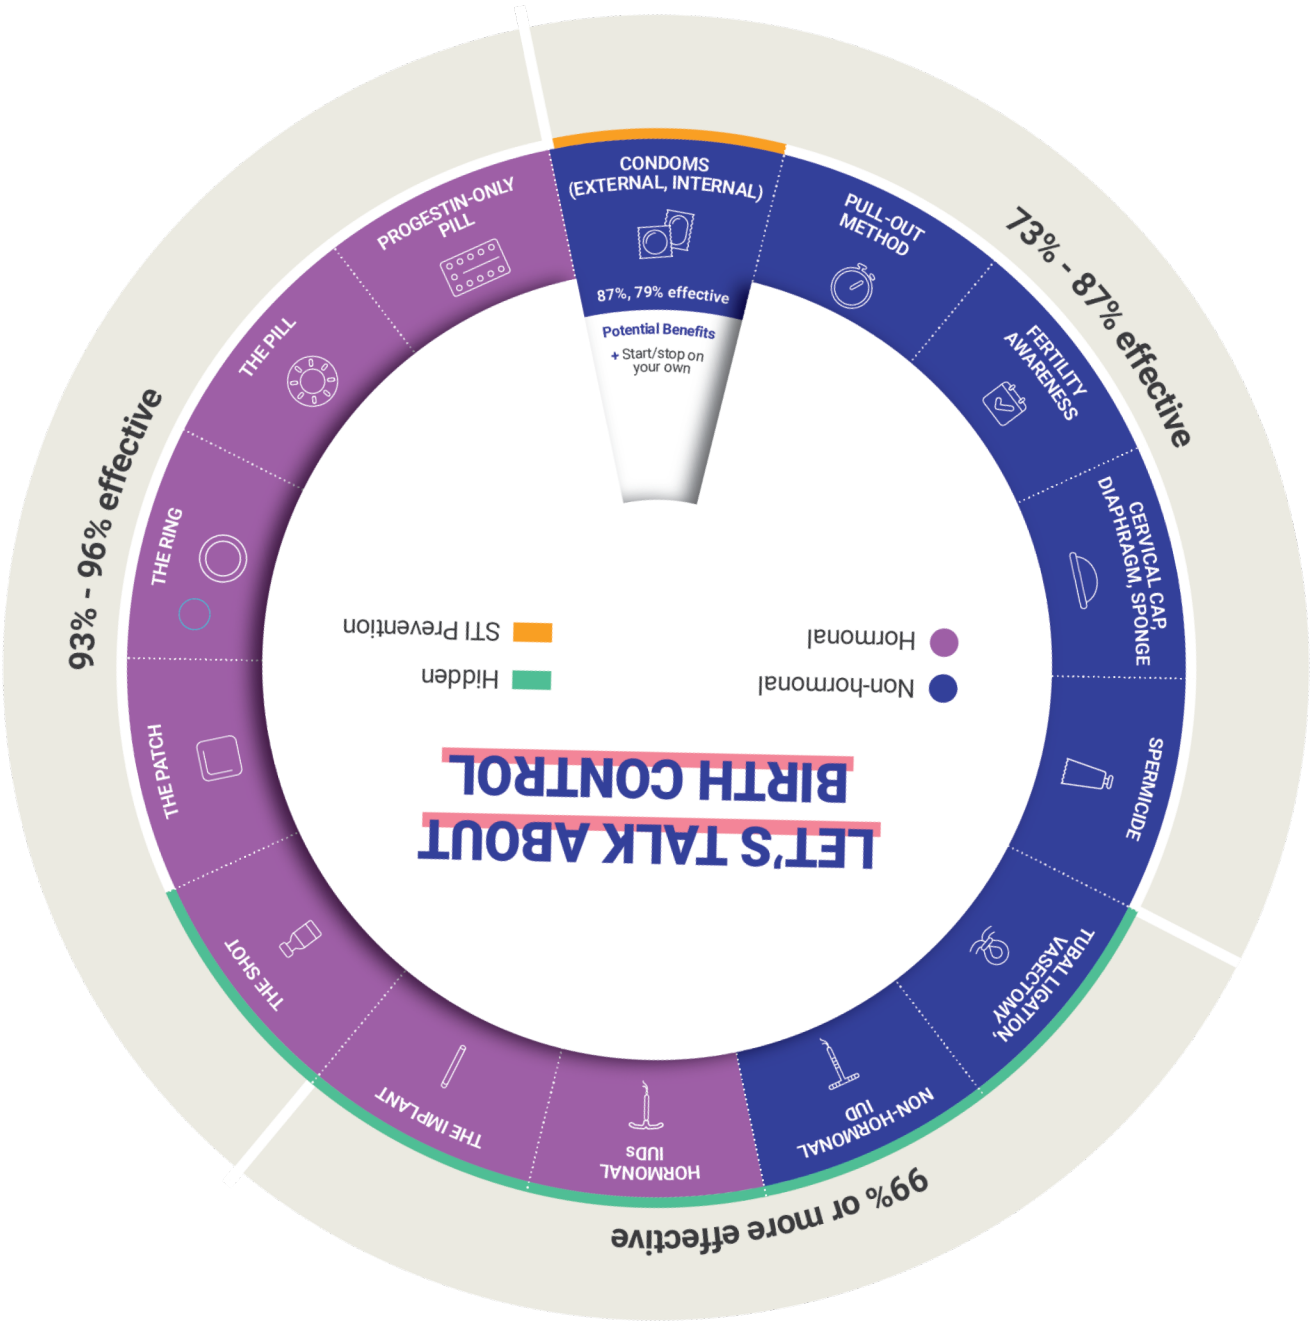 CONDOMS
(EXTERNAL, INTERNAL)
87%, 79% effective
Potential Benefits
+ Start/stop on
your own
PULL-OUT
METHOD
FERTILITY
AWARENESS
CERVICAL CAP,
DIAPHRAGM, SPONGE
SPERMICIDE
TUBAL LIGATION,
VASECTOMY
NON-HORMONAL
IUD
HORMONAL
IUDs
THE IMPLANT
THE SHOT
THE PATCH
THE RING
THE PILL
PROGESTIN-ONLY
PILL
73% - 87% effective
99% or more effective
93% - 96% effective
LET'S TALK ABOUT
BIRTH CONTROL
Non-hormonal
Hormonal
Hidden
STI Prevention